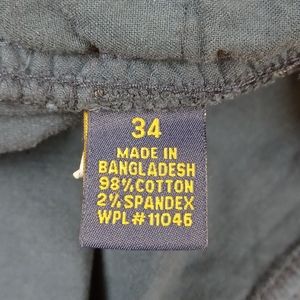 34
MADE IN
BANGLADESH
98% COTTON
2% SPANDEX
WPL#11046